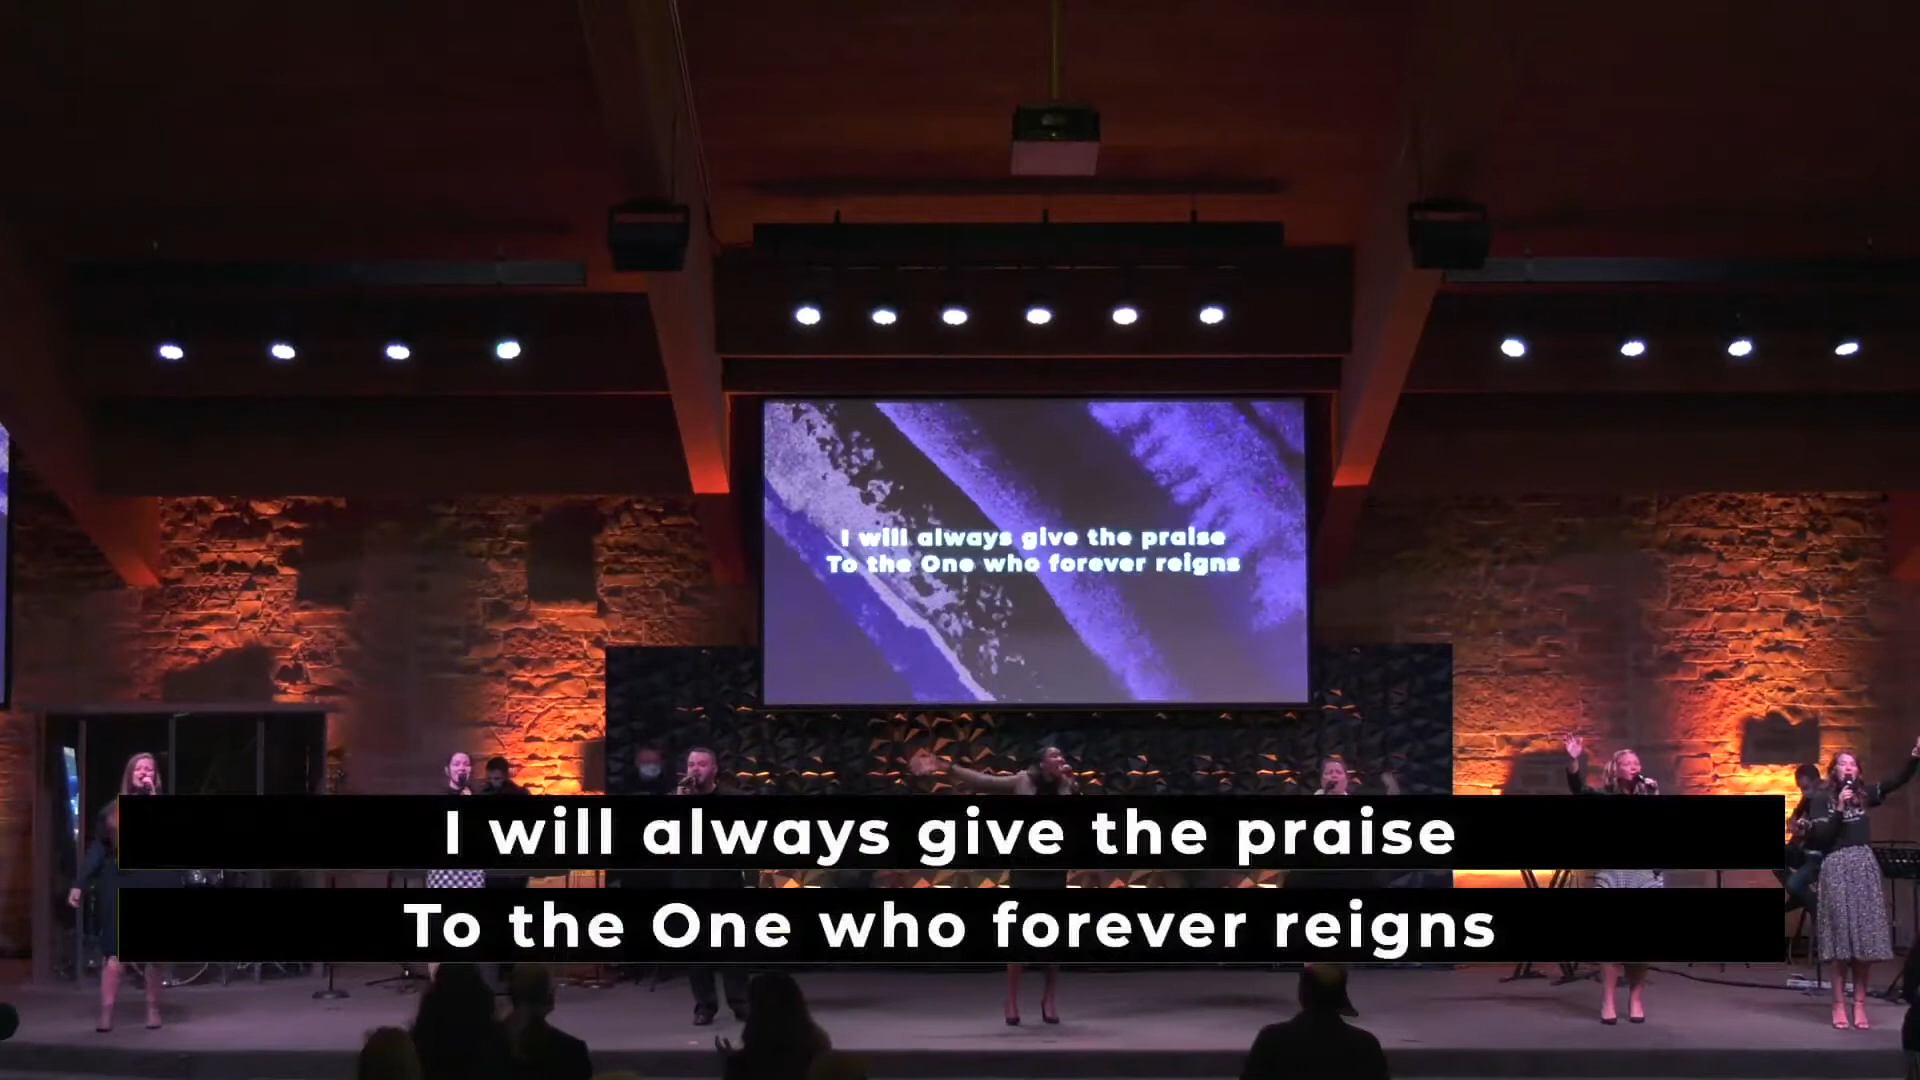 I will always give the praise
To the One who forever reigns
I will always give the praise
To the One who forever reigns